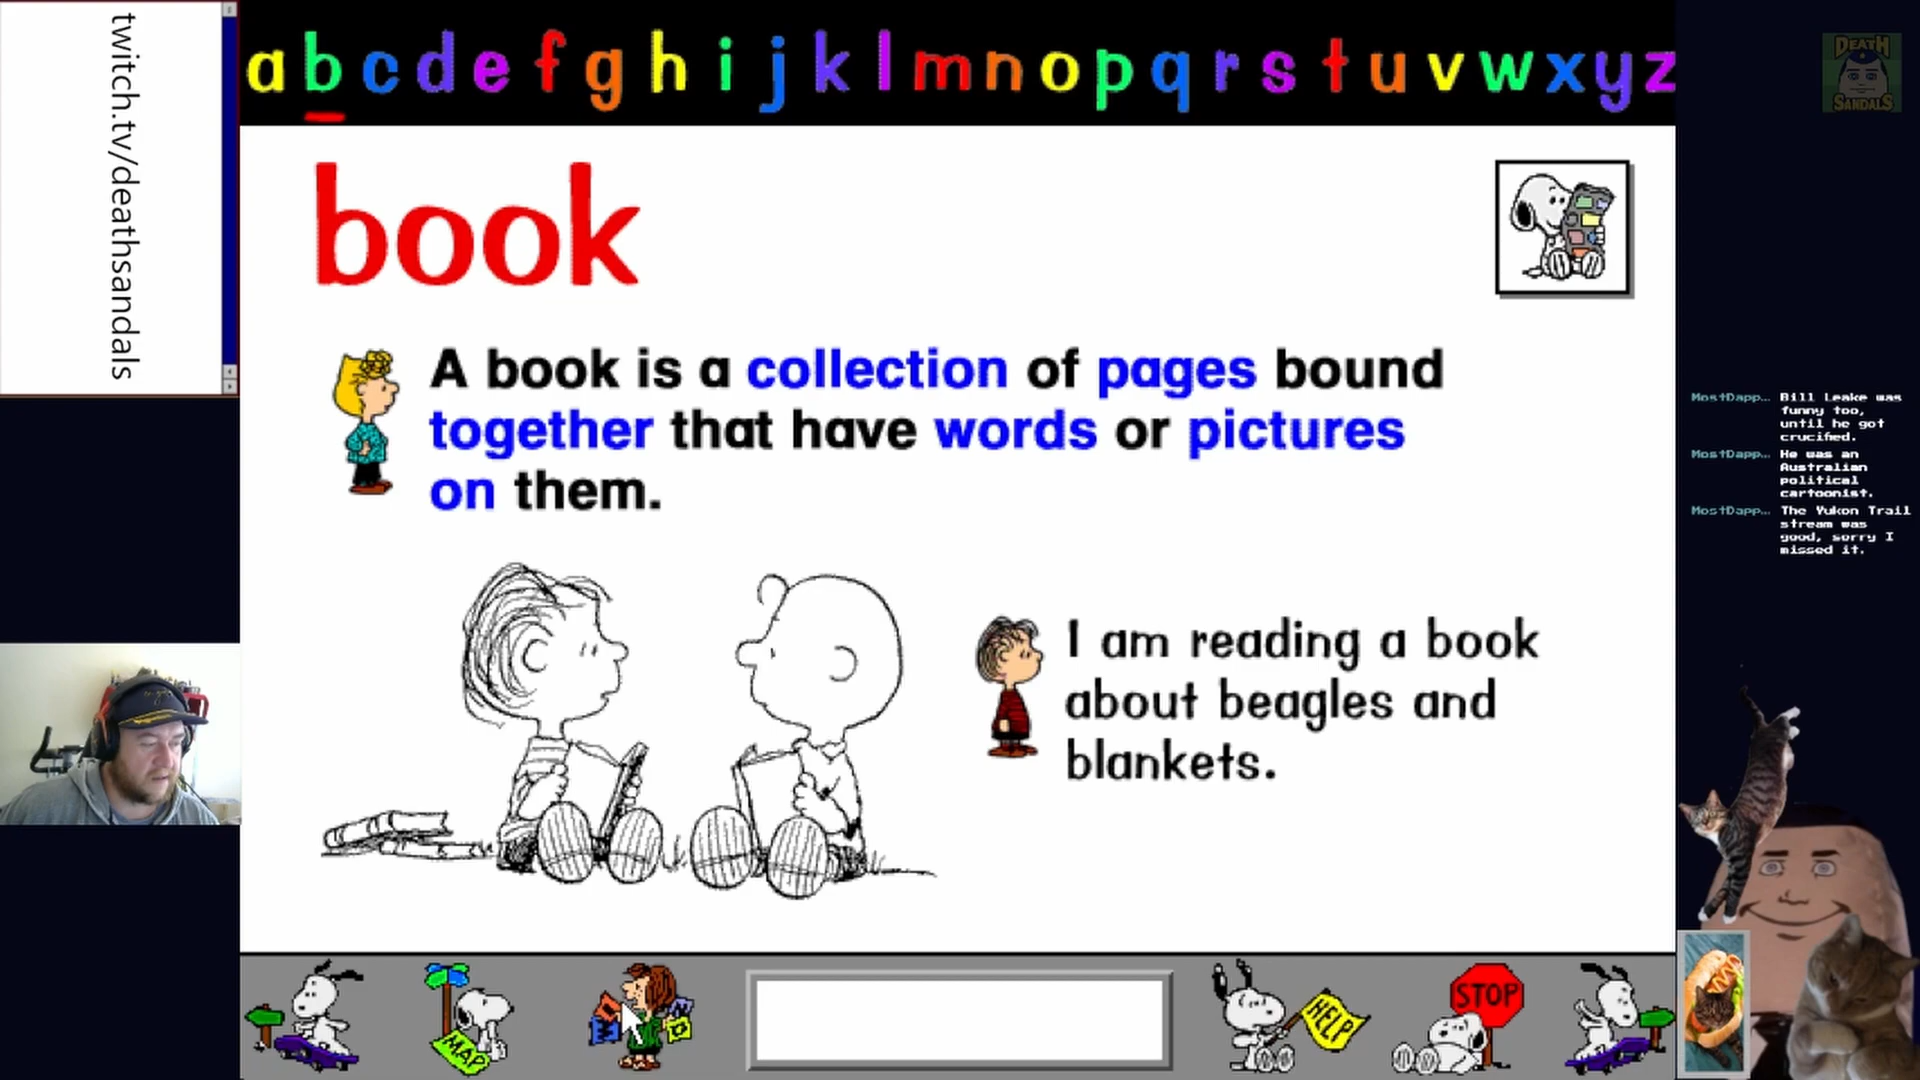 twitch.tv/deathsandals
a b c d e f g h i j k l m n o p q r s t u v w x y z
DEATH
SANDALS
book
A book is a collection of pages bound
together that have words or pictures
on them.
I am reading a book
about beagles and
blankets.
MostDapp... Bill Leake was
funny too,
until he got
crucified.
MostDapp... He was an
Australian
political
cartoonist.
MostDapp... The Yukon Trail
stream was
good, sorry I
missed it.
MAP
HELP
STOP